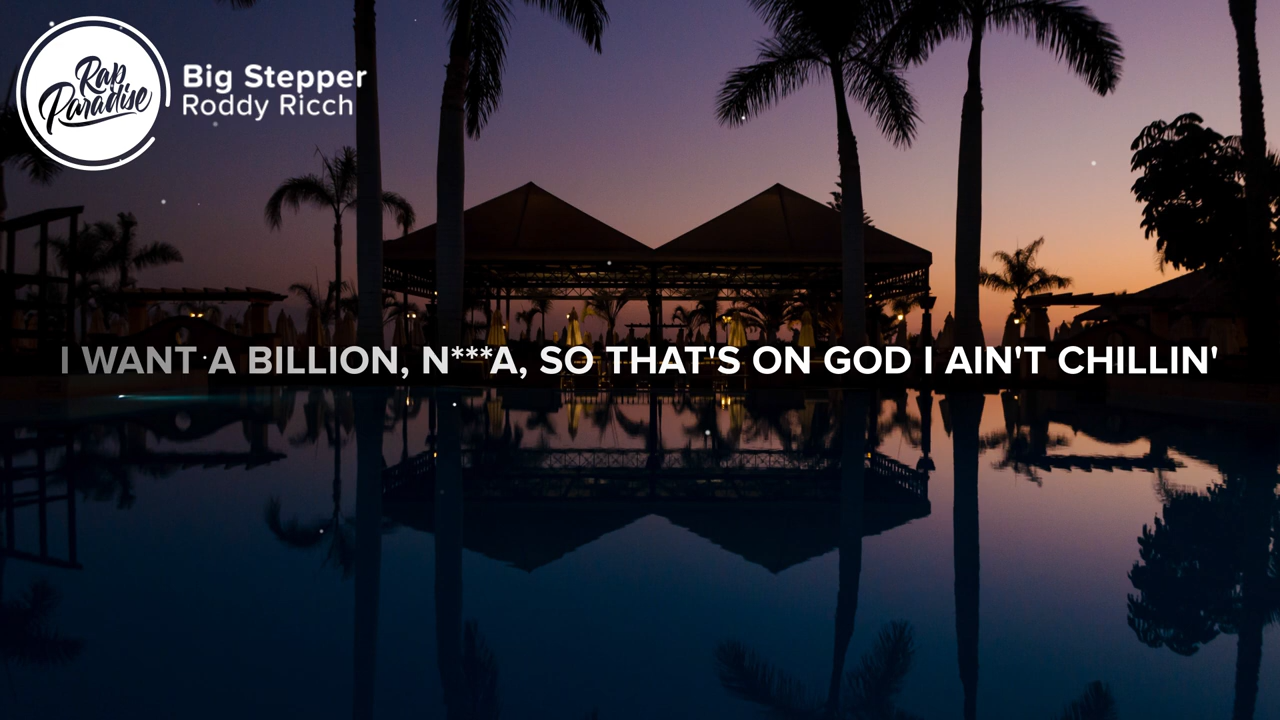 Rap
Paradise
Big Stepper
Roddy Ricch
I WANT A BILLION, N***A, SO THAT'S ON GOD I AIN'T CHILLIN'